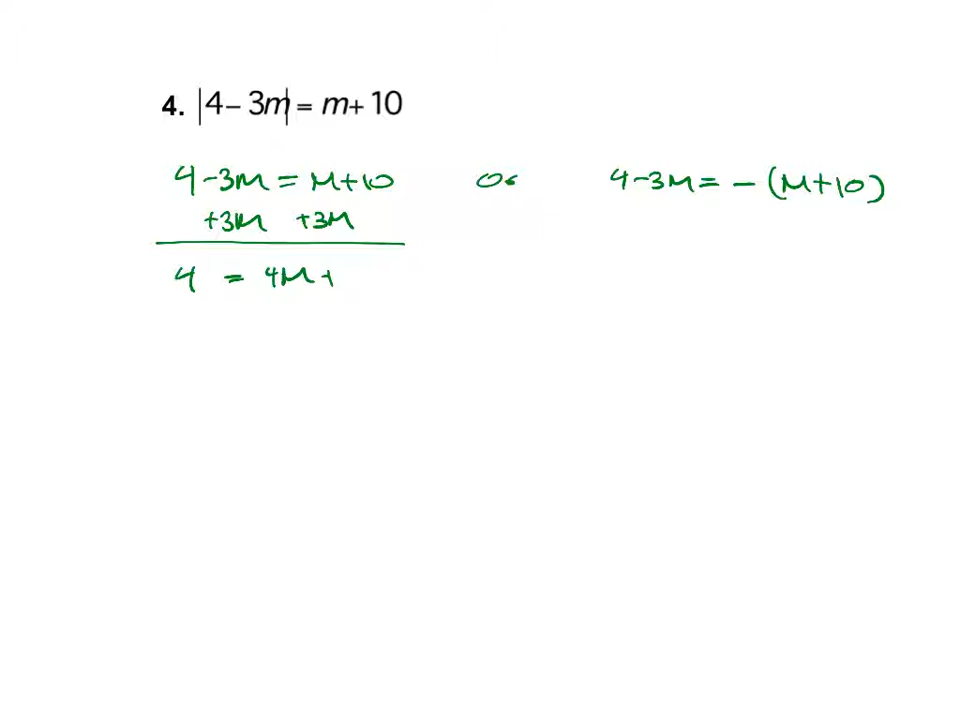 4. |4 – 3m| = m + 10
4 - 3M = M + 10 or 4 - 3M = - (M + 10)
+3M +3M
4 = 4M +